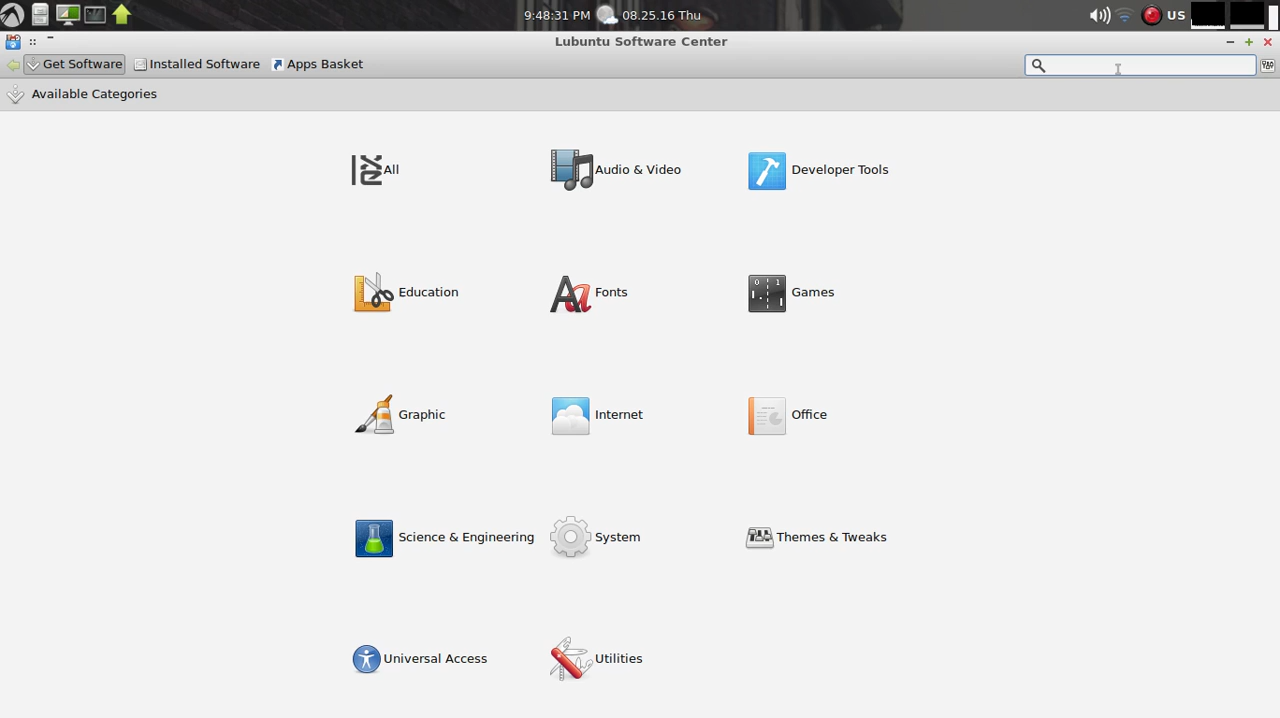 9:48:31 PM 08.25.16 Thu US
Lubuntu Software Center
Get Software Installed Software Apps Basket
Available Categories
All Audio & Video Developer Tools
Education Fonts Games
Graphic Internet Office
Science & Engineering System Themes & Tweaks
Universal Access Utilities